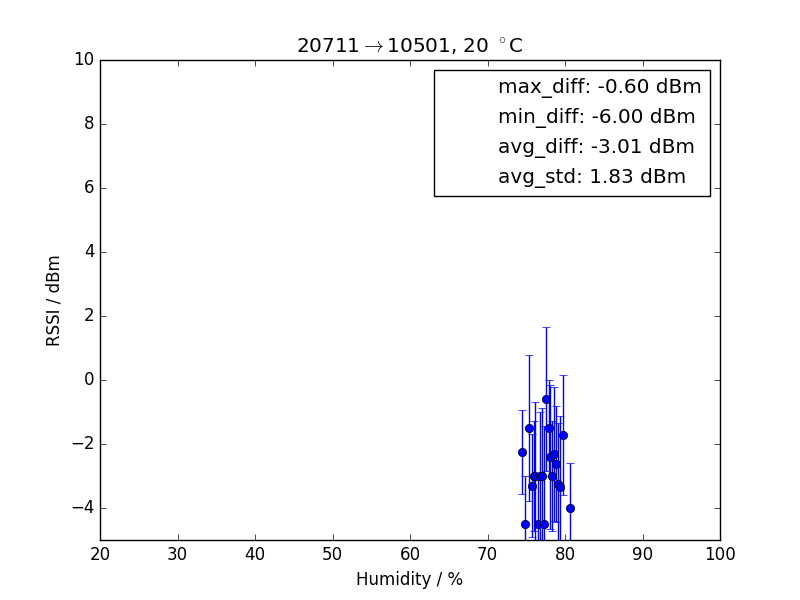 20711→10501, 20 °C
max_diff: -0.60 dBm
min_diff: -6.00 dBm
avg_diff: -3.01 dBm
avg_std: 1.83 dBm
10
8
6
4
2
0
−2
−4
RSSI / dBm
20 30 40 50 60 70 80 90 100
Humidity / %